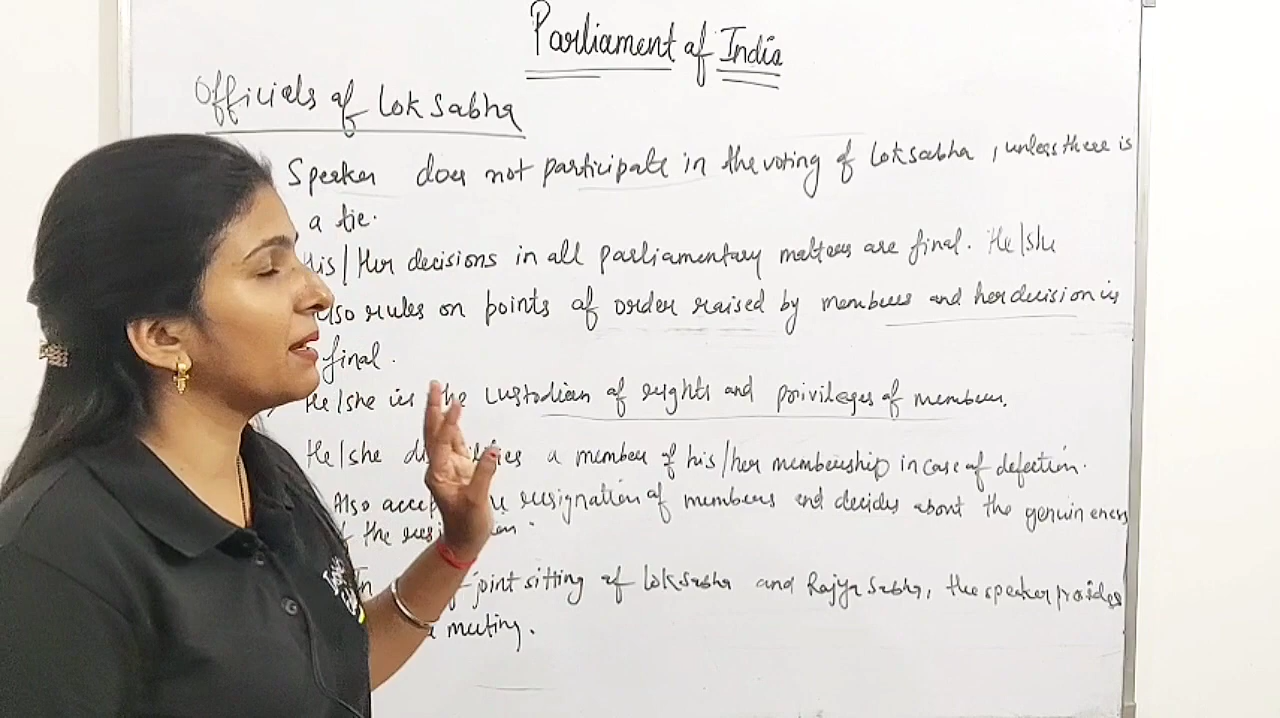 Parliament of India
Officials of Lok Sabha
Speaker does not participate in the voting of Loksabha, unless there is
a tie.
His/Her decisions in all parliamentary matters are final. He/she
also rules on points of order raised by members and her decision is
final.
He/she is the custodian of rights and privileges of members.
He/she a member of his/her membership in case of defection.
Also resignation of members and decides about the genuineness
the
In joint sitting of Loksabha and Rajya Sabha, the speaker presides
meeting.